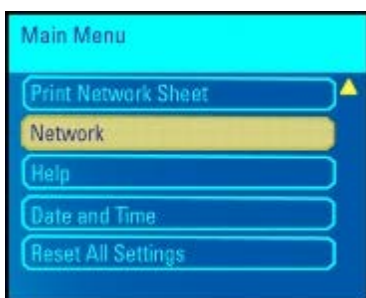 Main Menu
Print Network Sheet
Network
Help
Date and Time
Reset All Settings